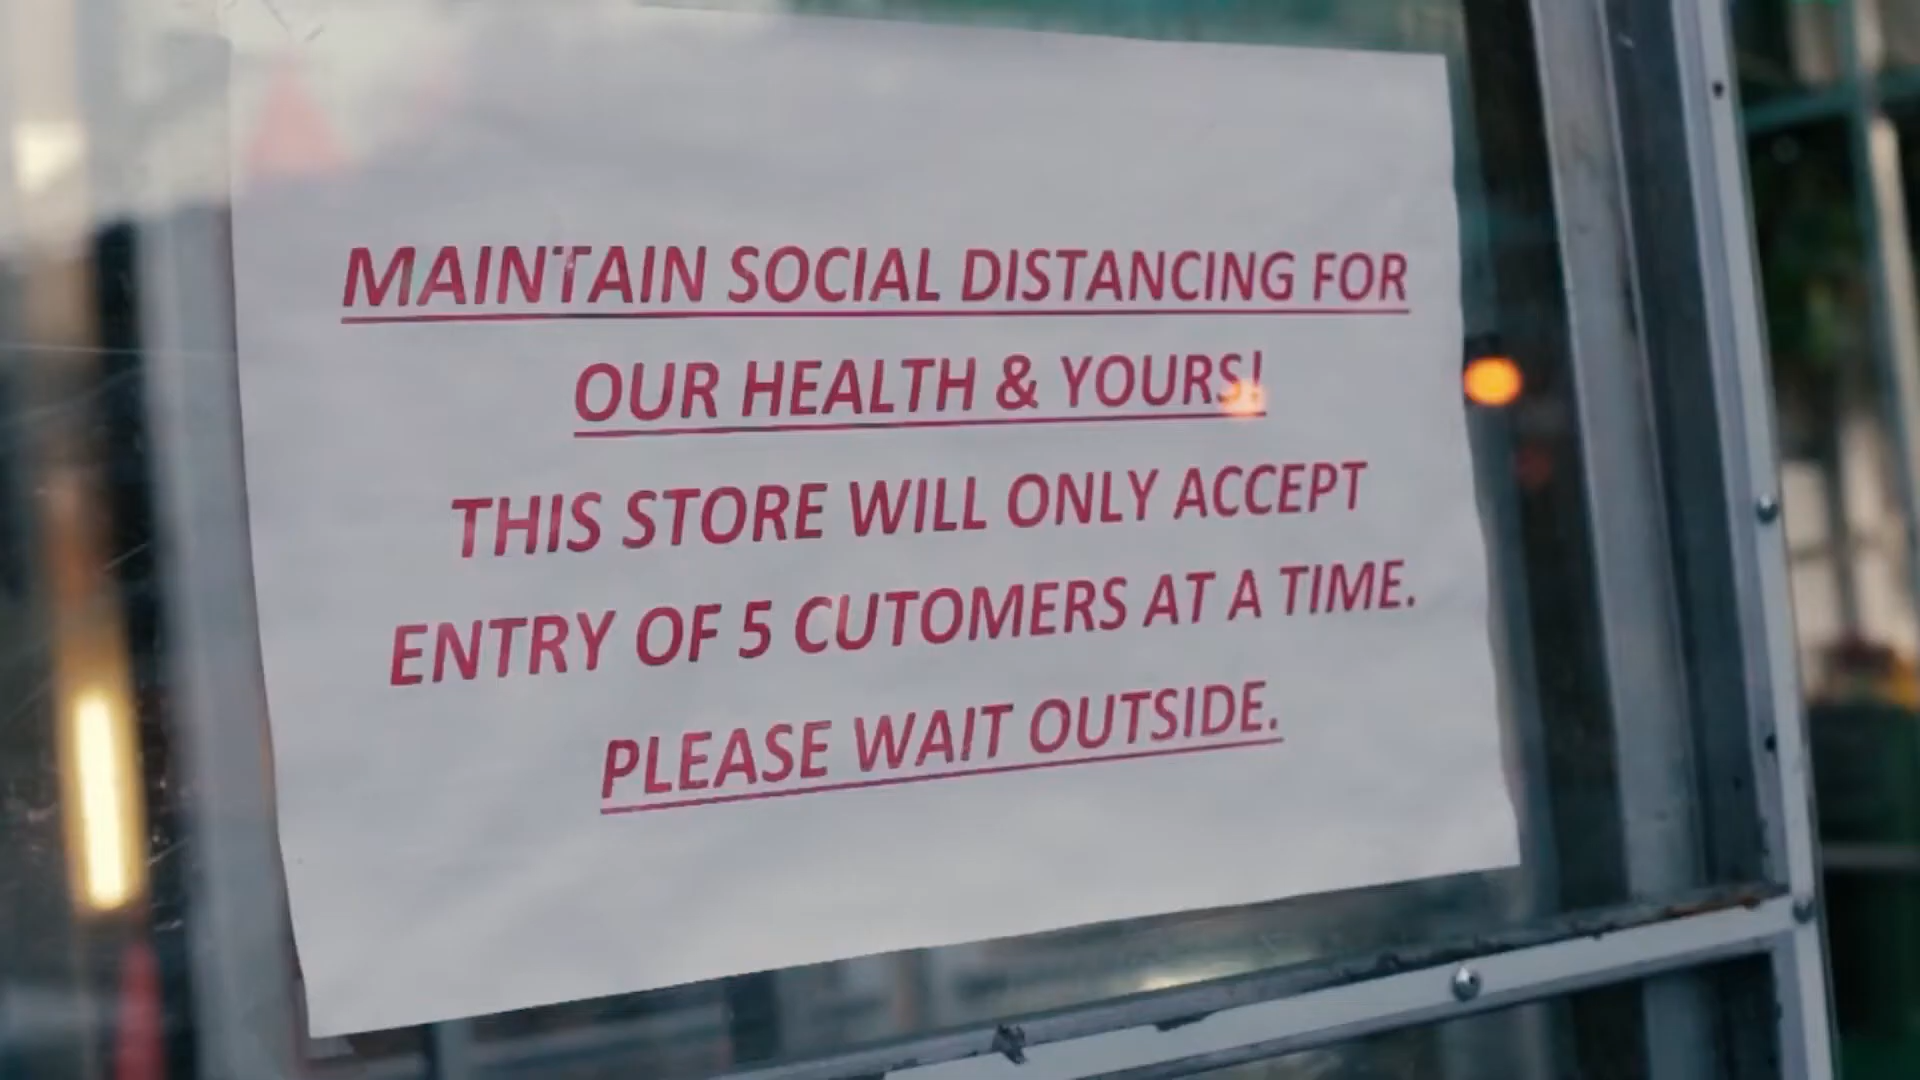 MAINTAIN SOCIAL DISTANCING FOR
OUR HEALTH & YOURS!
THIS STORE WILL ONLY ACCEPT
ENTRY OF 5 CUTOMERS AT A TIME.
PLEASE WAIT OUTSIDE.